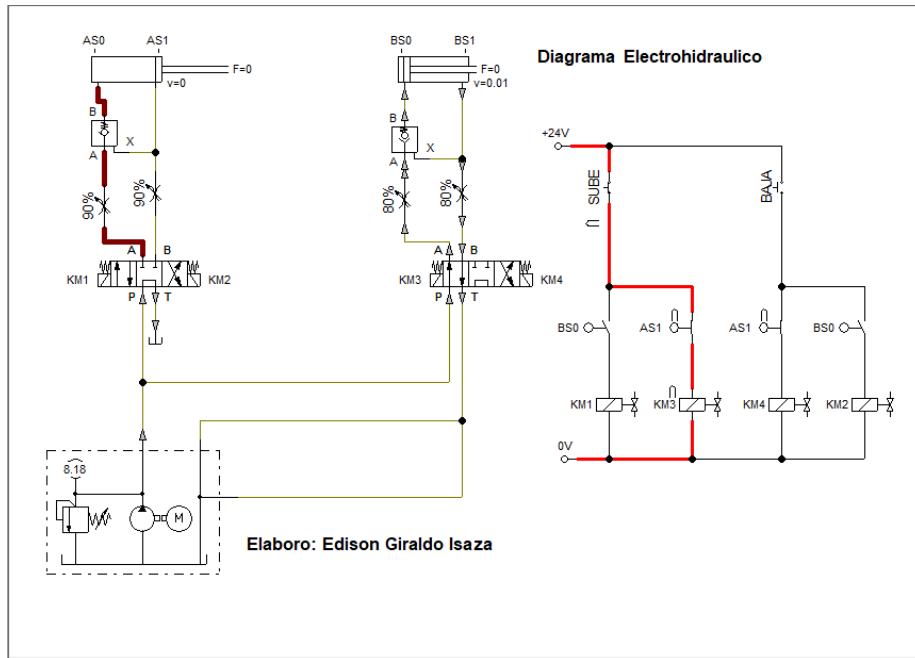 AS0 AS1
BS0 BS1
Diagrama Electrohidraulico
F=0
v=0
F=0
v=0.01
B
X
A
B
X
A
90%
90%
80%
80%
A B
KM1 KM2
P T
A B
KM3 KM4
P T
+24V
SUBE
BAJA
BS0 AS1 AS1 BS0
KM1 KM3 KM4 KM2
0V
8.18
M
Elaboro: Edison Giraldo Isaza